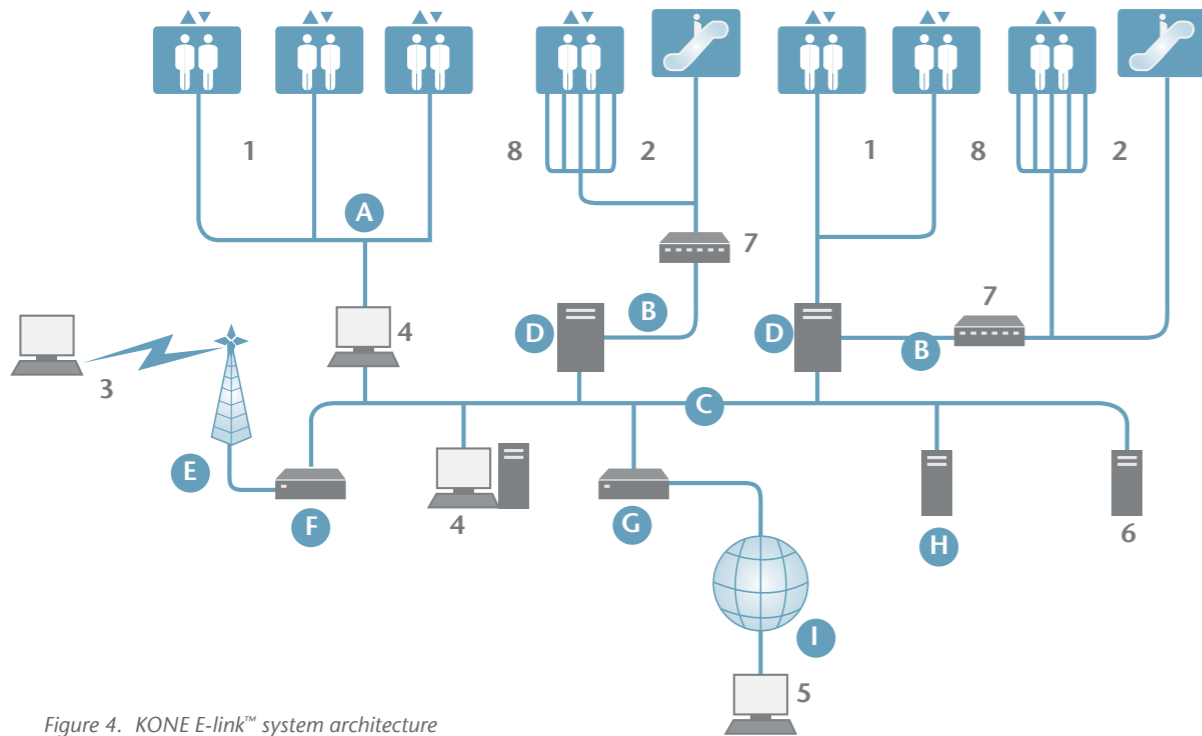 1
8
2
1
8
2
A
7
B
7
D
4
D
B
3
C
E
F
4
G
H
6
I
5
Figure 4. KONE E-link™ system architecture